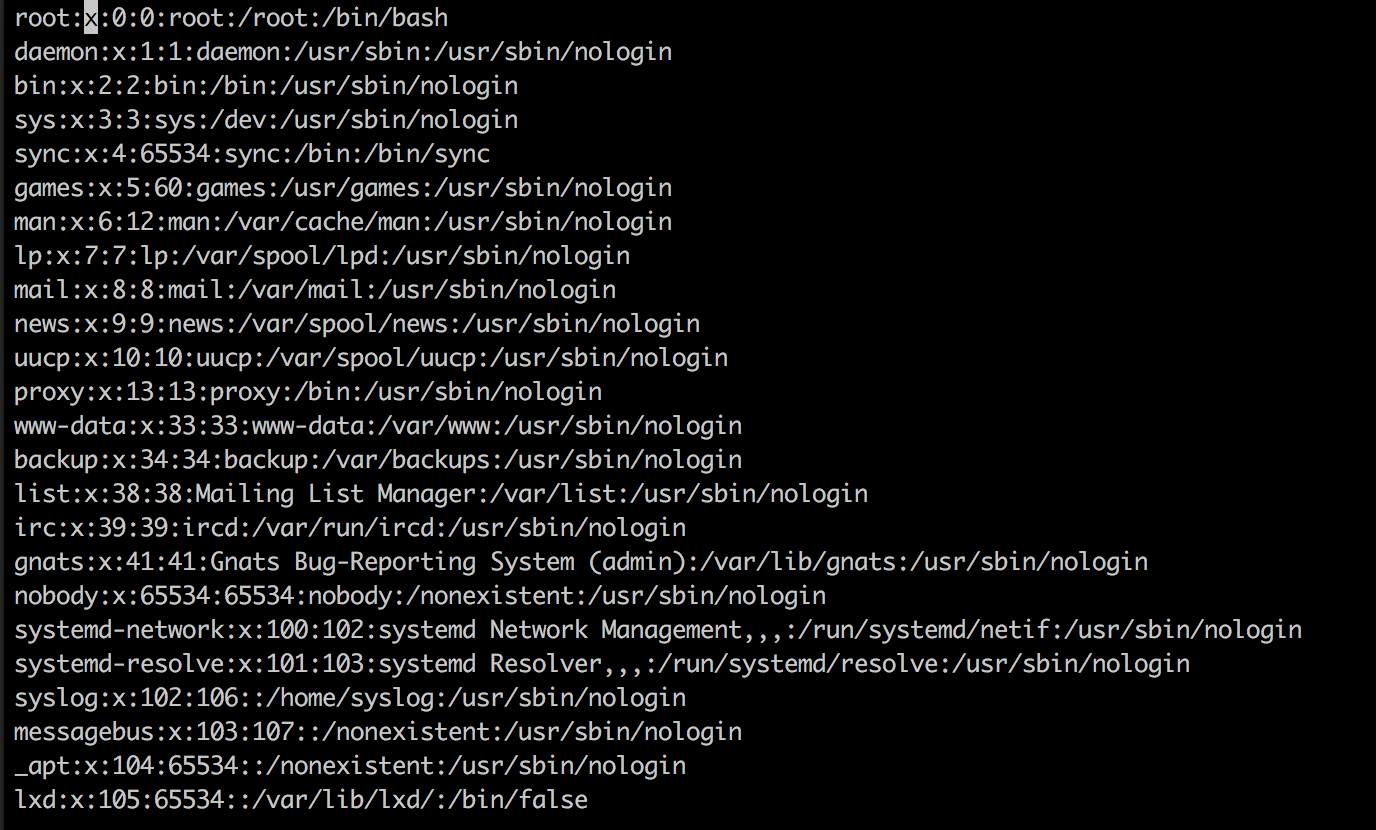 root:x:0:0:root:/root:/bin/bash
daemon:x:1:1:daemon:/usr/sbin:/usr/sbin/nologin
bin:x:2:2:bin:/bin:/usr/sbin/nologin
sys:x:3:3:sys:/dev:/usr/sbin/nologin
sync:x:4:65534:sync:/bin:/bin/sync
games:x:5:60:games:/usr/games:/usr/sbin/nologin
man:x:6:12:man:/var/cache/man:/usr/sbin/nologin
lp:x:7:7:lp:/var/spool/lpd:/usr/sbin/nologin
mail:x:8:8:mail:/var/mail:/usr/sbin/nologin
news:x:9:9:news:/var/spool/news:/usr/sbin/nologin
uucp:x:10:10:uucp:/var/spool/uucp:/usr/sbin/nologin
proxy:x:13:13:proxy:/bin:/usr/sbin/nologin
www-data:x:33:33:www-data:/var/www:/usr/sbin/nologin
backup:x:34:34:backup:/var/backups:/usr/sbin/nologin
list:x:38:38:Mailing List Manager:/var/list:/usr/sbin/nologin
irc:x:39:39:ircd:/var/run/ircd:/usr/sbin/nologin
gnats:x:41:41:Gnats Bug-Reporting System (admin):/var/lib/gnats:/usr/sbin/nologin
nobody:x:65534:65534:nobody:/nonexistent:/usr/sbin/nologin
systemd-network:x:100:102:systemd Network Management,,,:/run/systemd/netif:/usr/sbin/nologin
systemd-resolve:x:101:103:systemd Resolver,,,:/run/systemd/resolve:/usr/sbin/nologin
syslog:x:102:106::/home/syslog:/usr/sbin/nologin
messagebus:x:103:107::/nonexistent:/usr/sbin/nologin
_apt:x:104:65534::/nonexistent:/usr/sbin/nologin
lxd:x:105:65534::/var/lib/lxd/:/bin/false